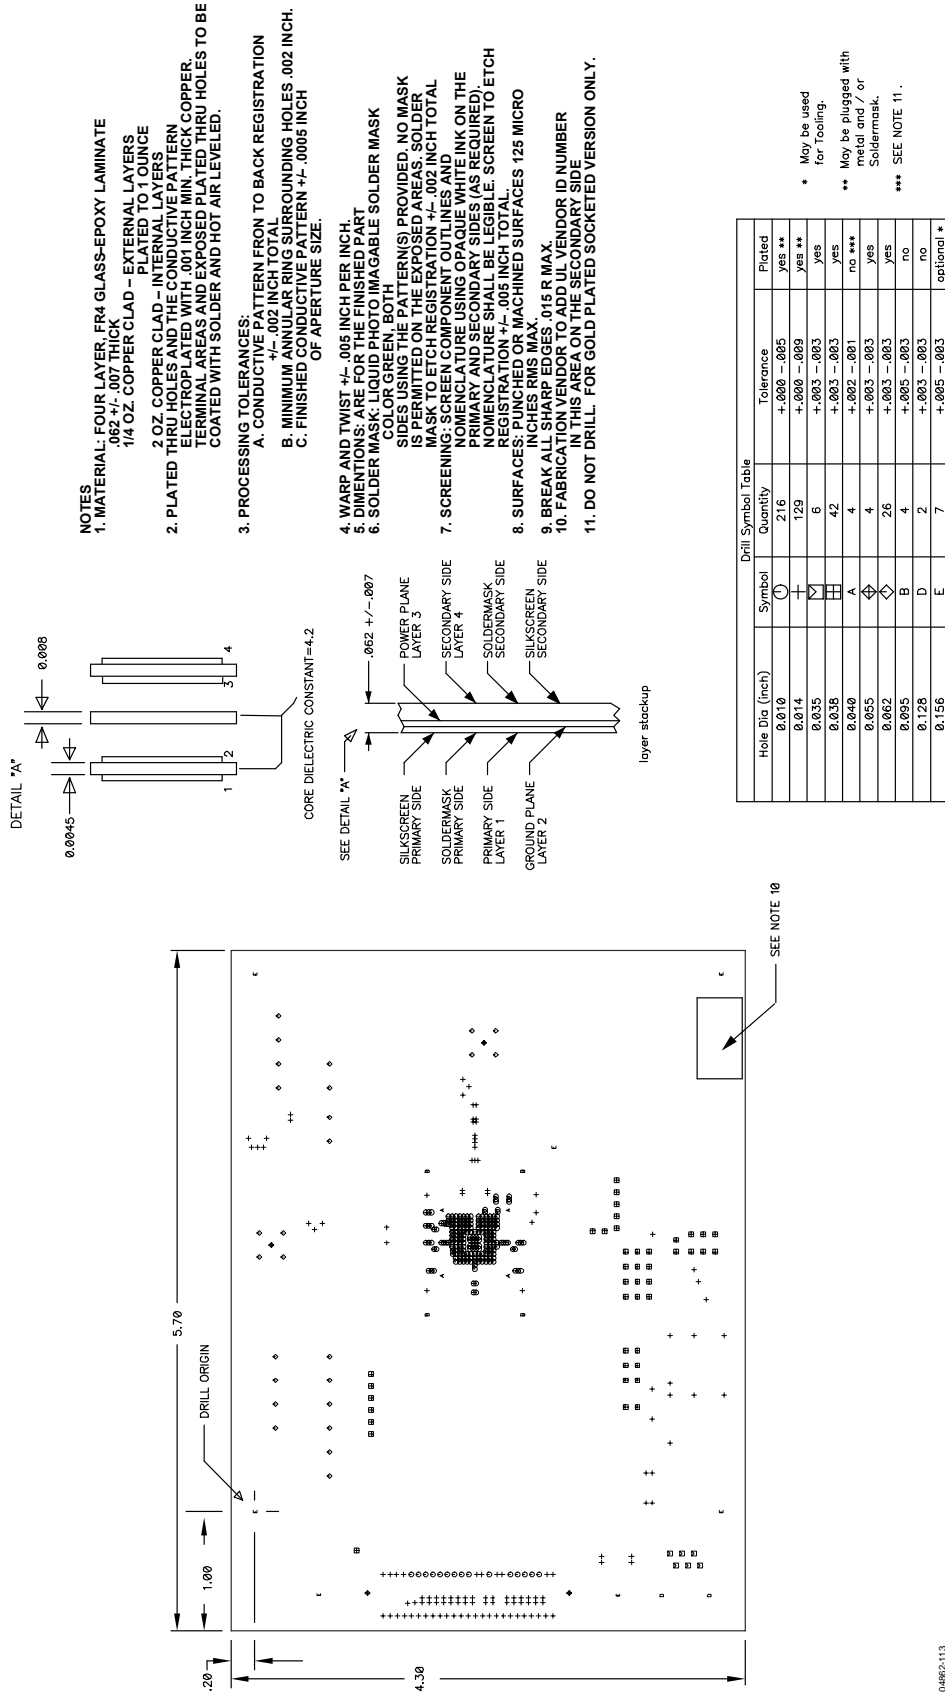 NOTES
1. MATERIAL: FOUR LAYER, FR4 GLASS–EPOXY LAMINATE
.062 +/- .007 THICK
1/4 OZ. COPPER CLAD – EXTERNAL LAYERS
PLATED TO 1 OUNCE
2 OZ. COPPER CLAD – INTERNAL LAYERS
2. PLATED THRU HOLES AND THE CONDUCTIVE PATTERN
ELECTROPLATED WITH .001 INCH MIN. THICK COPPER.
TERMINAL AREAS AND EXPOSED PLATED THRU HOLES TO BE
COATED WITH SOLDER AND HOT AIR LEVELED.
3. PROCESSING TOLERANCES:
A. CONDUCTIVE PATTERN FRON TO BACK REGISTRATION
+/– .002 INCH TOTAL
B. MINIMUM ANNULAR RING SURROUNDING HOLES .002 INCH.
C. FINISHED CONDUCTIVE PATTERN +/– .0005 INCH
OF APERTURE SIZE.
4. WARP AND TWIST +/– .005 INCH PER INCH.
5. DIMENTIONS: ARE FOR THE FINISHED PART
6. SOLDER MASK: LIQUID PHOTO IMAGABLE SOLDER MASK
COLOR GREEN, BOTH
SIDES USING THE PATTERN(S) PROVIDED. NO MASK
IS PERMITTED ON THE EXPOSED AREAS. SOLDER
MASK TO ETCH REGISTRATION +/– .002 INCH TOTAL
7. SCREENING: SCREEN COMPONENT OUTLINES AND
NOMENCLATURE USING OPAQUE WHITE INK ON THE
PRIMARY AND SECONDARY SIDES (AS REQUIRED).
NOMENCLATURE SHALL BE LEGIBLE. SCREEN TO ETCH
REGISTRATION +/– .005 INCH TOTAL.
8. SURFACES: PUNCHED OR MACHINED SURFACES 125 MICRO
INCHES RMS MAX.
9. BREAK ALL SHARP EDGES .015 R MAX.
10. FABRICATION VENDOR TO ADD UL VENDOR ID NUMBER
IN THIS AREA ON THE SECONDARY SIDE
11. DO NOT DRILL. FOR GOLD PLATED SOCKETED VERSION ONLY.
DETAIL "A"
0.0045
0.008
1
2
3
4
CORE DIELECTRIC CONSTANT=4.2
SEE DETAIL "A"
.062 +/–.007
SILKSCREEN
PRIMARY SIDE
SOLDERMASK
PRIMARY SIDE
PRIMARY SIDE
LAYER 1
GROUND PLANE
LAYER 2
POWER PLANE
LAYER 3
SECONDARY SIDE
LAYER 4
SOLDERMASK
SECONDARY SIDE
SILKSCREEN
SECONDARY SIDE
layer stackup
Drill Symbol Table
Hole Dia (inch) Symbol Quantity Tolerance Plated
0.010 216 +.000 –.005 yes **
0.014 129 +.000 –.009 yes **
0.035 6 +.003 –.003 yes
0.038 42 +.003 –.003 yes
0.040 A 4 +.002 –.001 no ***
0.055 4 +.003 –.003 yes
0.062 26 +.003 –.003 yes
0.095 B 4 +.005 –.003 no
0.128 D 2 +.003 –.003 no
0.156 E 7 +.005 –.003 optional *
* May be used
for Tooling.
** May be plugged with
metal and / or
Soldermask.
*** SEE NOTE 11.
5.70
1.00
DRILL ORIGIN
.20
4.30
SEE NOTE 10
04862-113